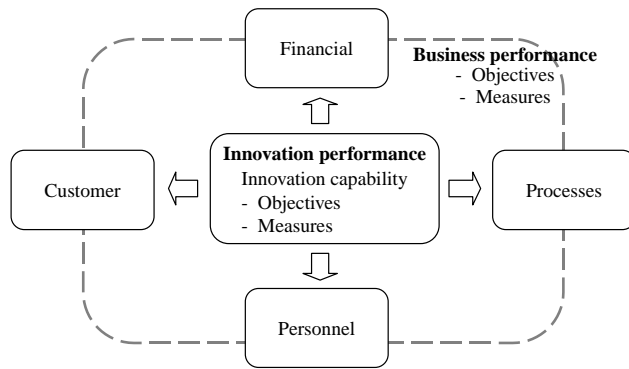 Financial
Business performance
- Objectives
- Measures
Innovation performance
Innovation capability
- Objectives
- Measures
Customer
Processes
Personnel